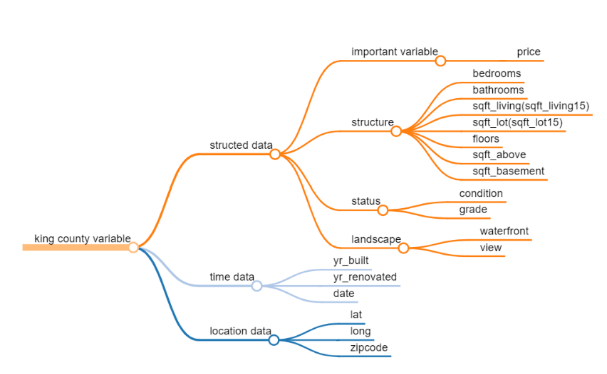 king county variable
structed data
important variable
price
structure
bedrooms
bathrooms
sqft_living(sqft_living15)
sqft_lot(sqft_lot15)
floors
sqft_above
sqft_basement
status
condition
grade
landscape
waterfront
view
time data
yr_built
yr_renovated
date
location data
lat
long
zipcode